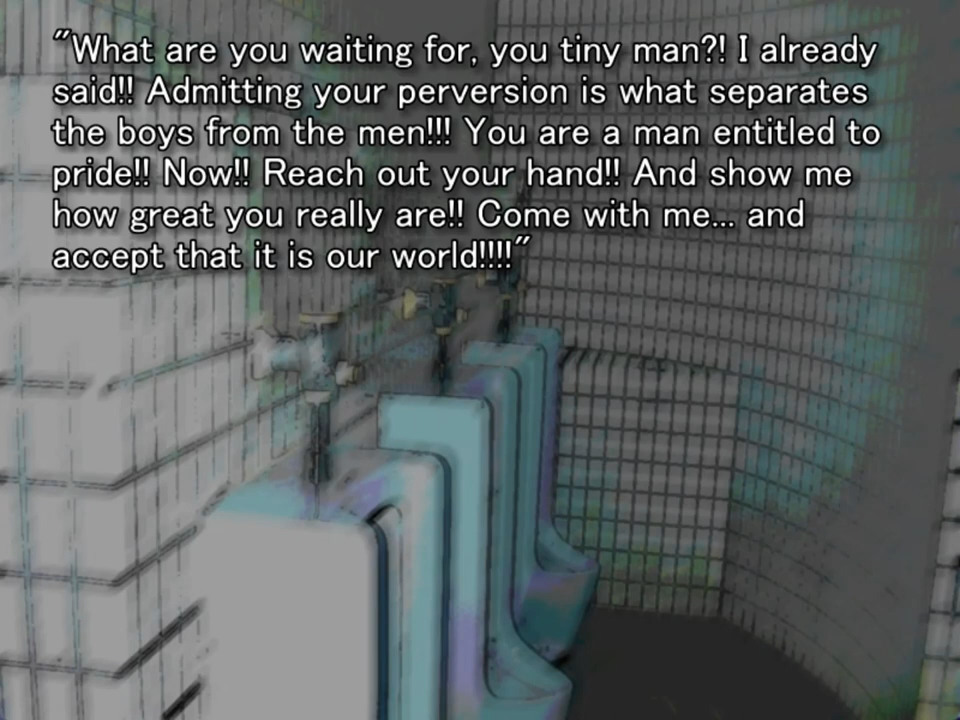 "What are you waiting for, you tiny man?! I already
said!! Admitting your perversion is what separates
the boys from the men!!! You are a man entitled to
pride!! Now!! Reach out your hand!! And show me
how great you really are!! Come with me... and
accept that it is our world!!!!"